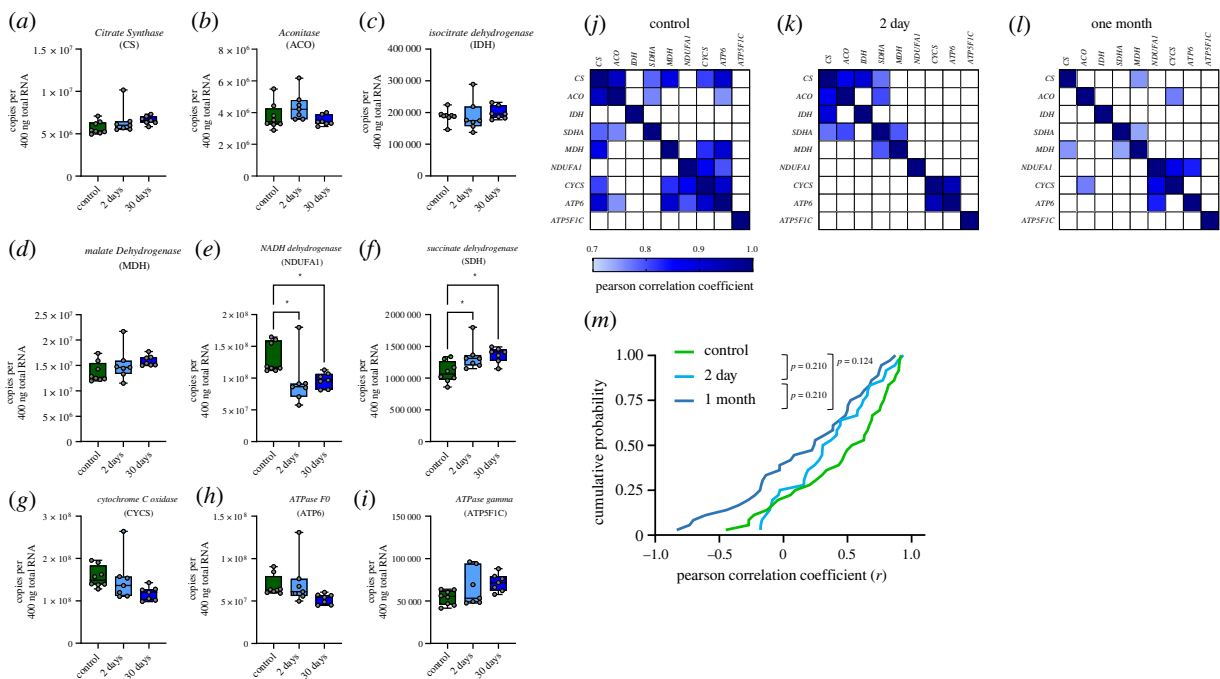 (a)
Citrate Synthase
(CS)
copies per
400 ng total RNA
1.5 × 10⁷
1.0 × 10⁷
5 × 10⁶
0
control
2 days
30 days
(b)
Aconitase
(ACO)
copies per
400 ng total RNA
8 × 10⁶
6 × 10⁶
4 × 10⁶
2 × 10⁶
0
control
2 days
30 days
(c)
isocitrate dehydrogenase
(IDH)
copies per
400 ng total RNA
400 000
300 000
200 000
100 000
0
control
2 days
30 days
(d)
malate Dehydrogenase
(MDH)
copies per
400 ng total RNA
2.5 × 10⁷
2.0 × 10⁷
1.5 × 10⁷
1.0 × 10⁷
5 × 10⁶
0
control
2 days
30 days
(e)
NADH dehydrogenase
(NDUFA1)
*
*
copies per
400 ng total RNA
2 × 10⁸
1.5 × 10⁸
1 × 10⁸
5 × 10⁷
0
control
2 days
30 days
(f)
succinate dehydrogenase
(SDH)
*
*
copies per
400 ng total RNA
2 000 000
1 500 000
1000 000
500 000
0
control
2 days
30 days
(g)
cytochrome C oxidase
(CYCS)
copies per
400 ng total RNA
3 × 10⁸
2 × 10⁸
1 × 10⁸
0
control
2 days
30 days
(h)
ATPase F0
(ATP6)
copies per
400 ng total RNA
1.5 × 10⁸
1.0 × 10⁸
5 × 10⁷
0
control
2 days
30 days
(i)
ATPase gamma
(ATP5F1C)
copies per
400 ng total RNA
150 000
100 000
50 000
0
control
2 days
30 days
(j)
control
CS
ACO
IDH
SDHA
MDH
NDUFA1
CYCS
ATP6
ATP5F1C
CS
ACO
IDH
SDHA
MDH
NDUFA1
CYCS
ATP6
ATP5F1C
0.7
0.8
0.9
1.0
pearson correlation coefficient
(k)
2 day
CS
ACO
IDH
SDHA
MDH
NDUFA1
CYCS
ATP6
ATP5F1C
CS
ACO
IDH
SDHA
MDH
NDUFA1
CYCS
ATP6
ATP5F1C
(l)
one month
CS
ACO
IDH
SDHA
MDH
NDUFA1
CYCS
ATP6
ATP5F1C
CS
ACO
IDH
SDHA
MDH
NDUFA1
CYCS
ATP6
ATP5F1C
(m)
control
2 day
1 month
p = 0.210
p = 0.210
p = 0.124
cumulative probability
1.00
0.75
0.50
0.25
0
−1.0
−0.5
0
0.5
1.0
pearson correlation coefficient (r)